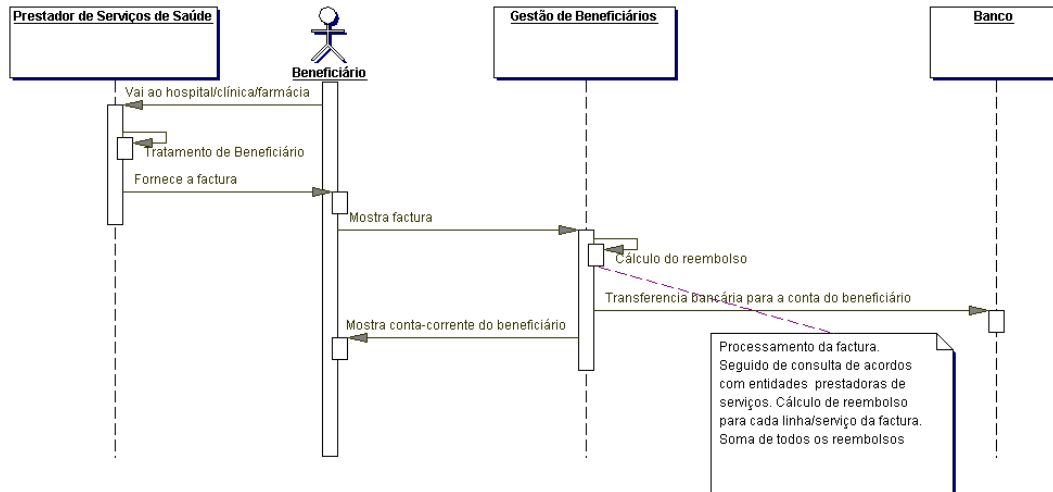 Prestador de Serviços de Saúde
Beneficiário
Gestão de Beneficiários
Banco
Vai ao hospital/clínica/farmácia
Tratamento de Beneficiário
Fornece a factura
Mostra factura
Cálculo do reembolso
Transferencia bancária para a conta do beneficiário
Mostra conta-corrente do beneficiário
Processamento da factura.
Seguido de consulta de acordos
com entidades prestadoras de
serviços. Cálculo de reembolso
para cada linha/serviço da factura.
Soma de todos os reembolsos